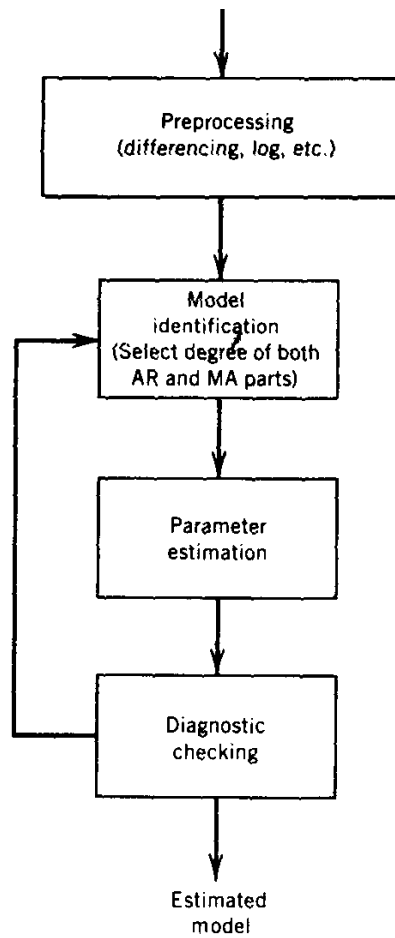 Preprocessing
(differencing, log, etc.)
Model
identification
(Select degree of both
AR and MA parts)
Parameter
estimation
Diagnostic
checking
Estimated
model